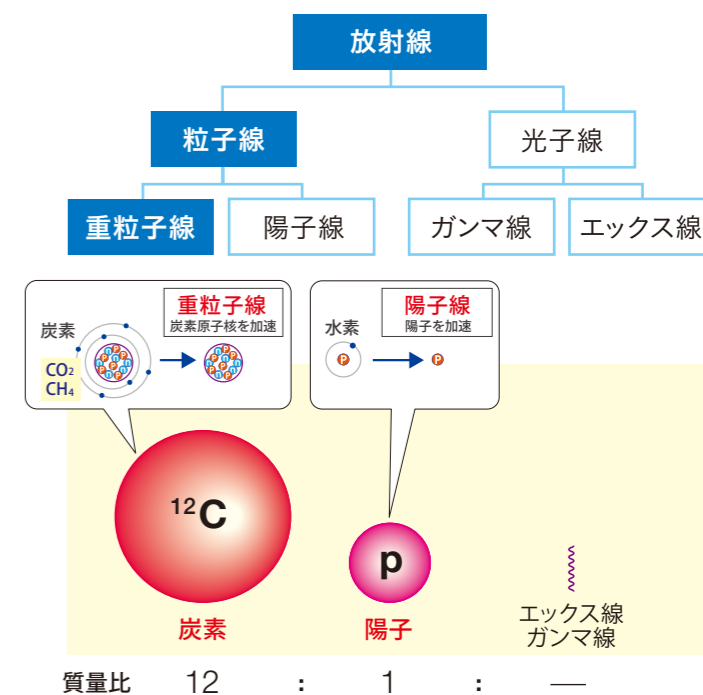 放射線
粒子線
光子線
重粒子線
陽子線
ガンマ線
エックス線
炭素
CO₂
CH₄
重粒子線
炭素原子核を加速
水素
P
P
陽子線
陽子を加速
¹²C
炭素
p
陽子
エックス線
ガンマ線
質量比 12 : 1 : —